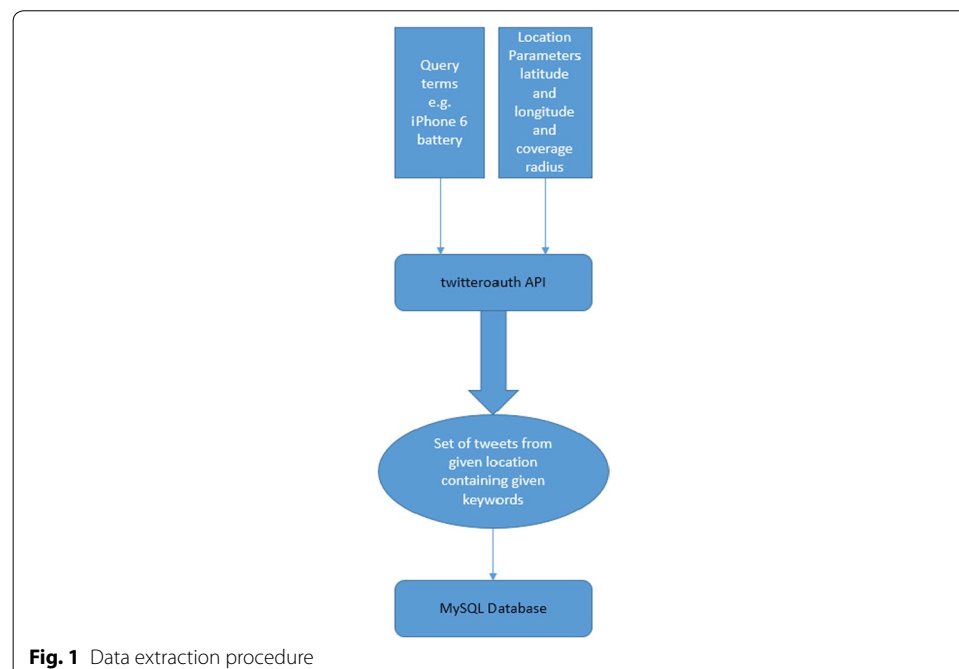 Query
terms
e.g.
iPhone 6
battery
Location
Parameters
latitude
and
longitude
and
coverage
radius
twitteroauth API
Set of tweets from
given location
containing given
keywords
MySQL Database
Fig. 1 Data extraction procedure